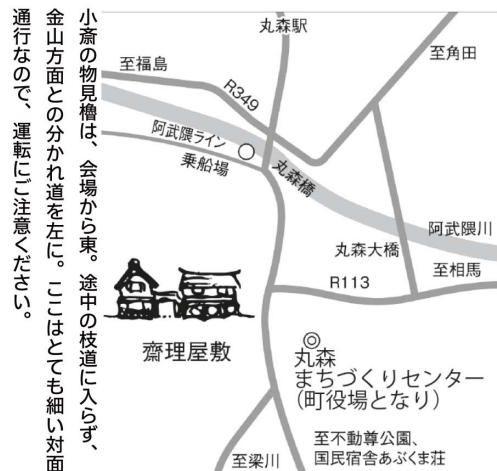 小斎の物見櫓は、会場から東。途中の枝道に入らず、
金山方面との分かれ道を左に。ここはとても細い対面
通行なので、運転にご注意ください。
丸森駅
至福島
至角田
R349
阿武隈ライン
乗船場
丸森橋
阿武隈川
丸森大橋
至相馬
R113
齋理屋敷
丸森
まちづくりセンター
(町役場となり)
至不動尊公園、
国民宿舎あぶくま荘
至梁川